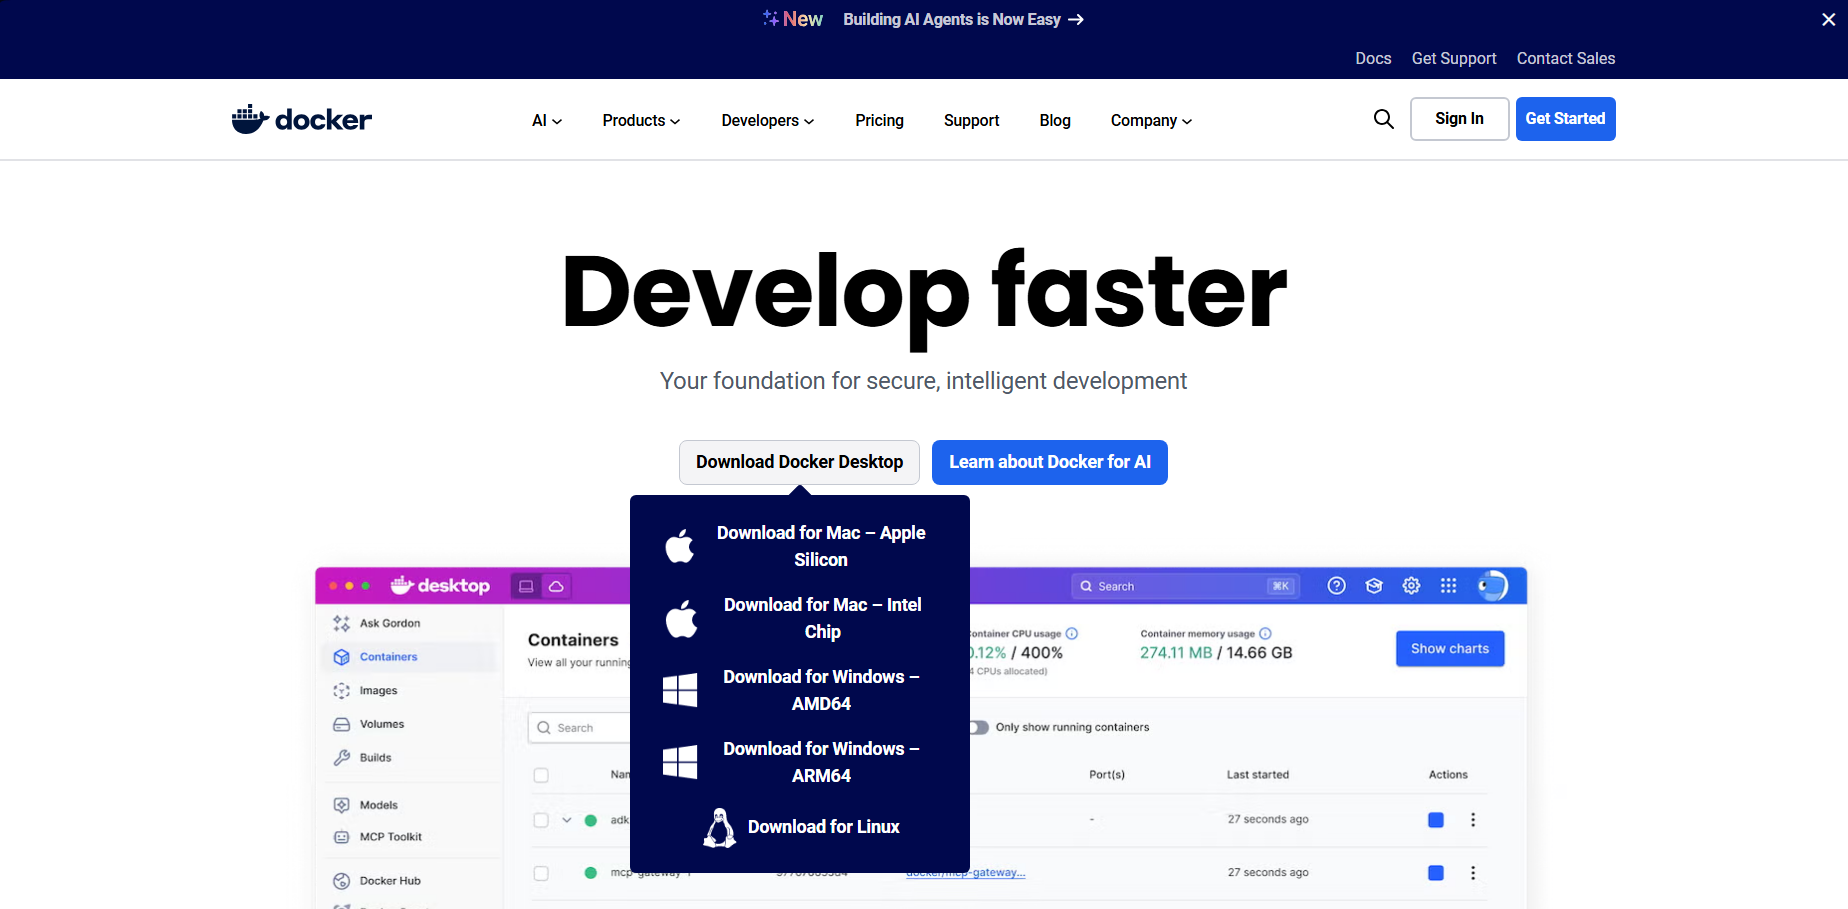 New Building AI Agents is Now Easy →
Docs Get Support Contact Sales
docker AI Products Developers Pricing Support Blog Company Sign In Get Started
Develop faster
Your foundation for secure, intelligent development
Download Docker Desktop Learn about Docker for AI
Download for Mac – Apple
Silicon
Download for Mac – Intel
Chip
Download for Windows –
AMD64
Download for Windows –
ARM64
Download for Linux
desktop Search ⌘K
Ask Gordon
Containers
Images
Volumes
Builds
Models
MCP Toolkit
Docker Hub
Containers
View all your running
Container CPU usage Container memory usage
0.12% / 400% 274.11 MB / 14.66 GB
4 CPUs allocated)
Show charts
Search Only show running containers
Port(s) Last started Actions
adk - 27 seconds ago
docker/mcp-gateway... 27 seconds ago